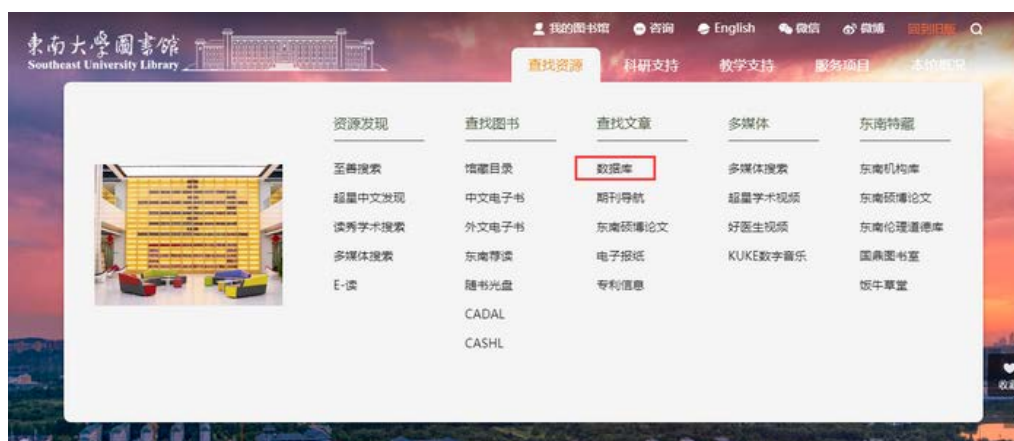 東南大學圖書館
Southeast University Library
我的图书馆 咨询 English 微信 微博 回到旧版
查找资源 科研支持 教学支持 服务项目 本馆概况
资源发现 查找图书 查找文章 多媒体 东南特藏
至善搜索 馆藏目录 数据库 多媒体搜索 东南机构库
超星中文发现 中文电子书 期刊导航 超星学术视频 东南硕博论文
读秀学术搜索 外文电子书 东南硕博论文 好医生视频 东南伦理道德库
多媒体搜索 东南荐读 电子报纸 KUKE数字音乐 国鼎图书室
E-读 随书光盘 专利信息 饭牛草堂
CADAL
CASHL